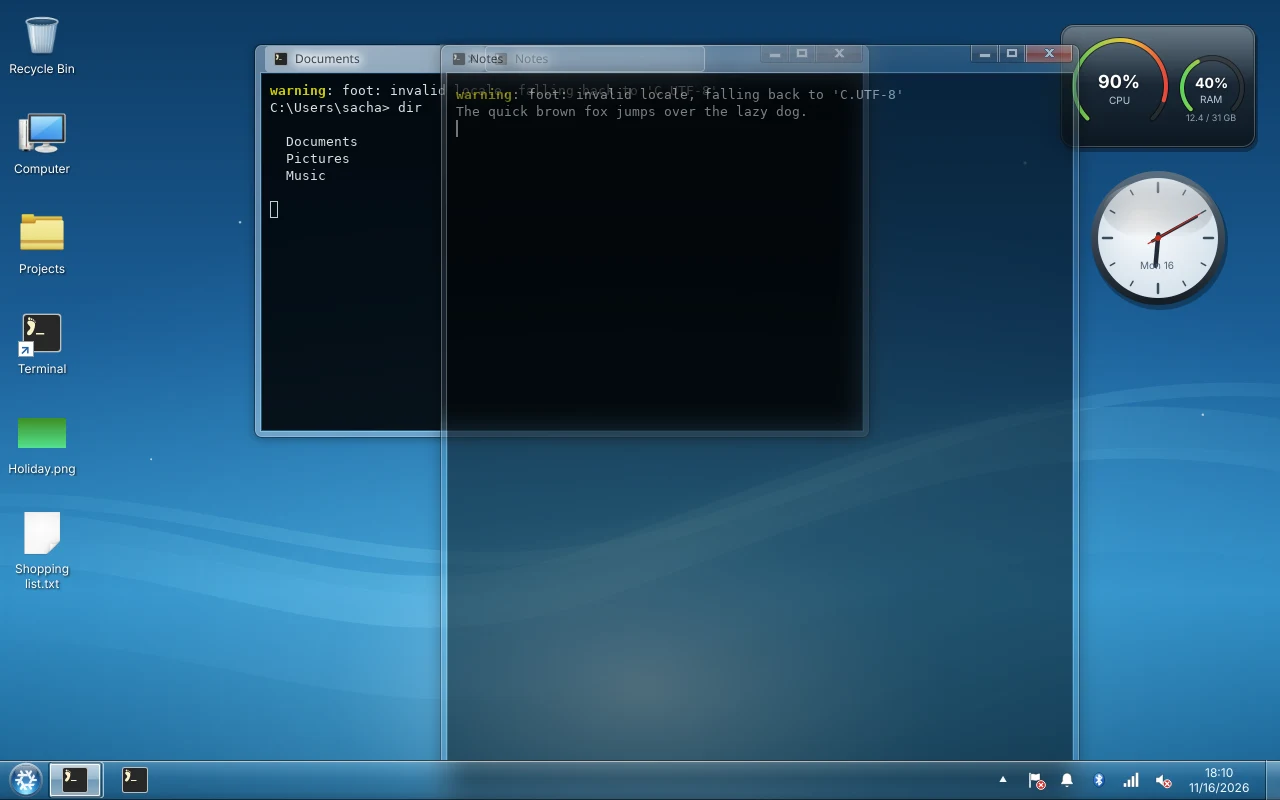 Recycle Bin
Computer
Projects
Terminal
Holiday.png
Shopping
list.txt
Documents
warning: foot: invalid
C:\Users\sacha> dir
Documents
Pictures
Music
Notes
Notes
warning: foot: invalid locale, falling back to 'C.UTF-8'
The quick brown fox jumps over the lazy dog.
90%
CPU
40%
RAM
12.4 / 31 GB
Mon 16
18:10
11/16/2026